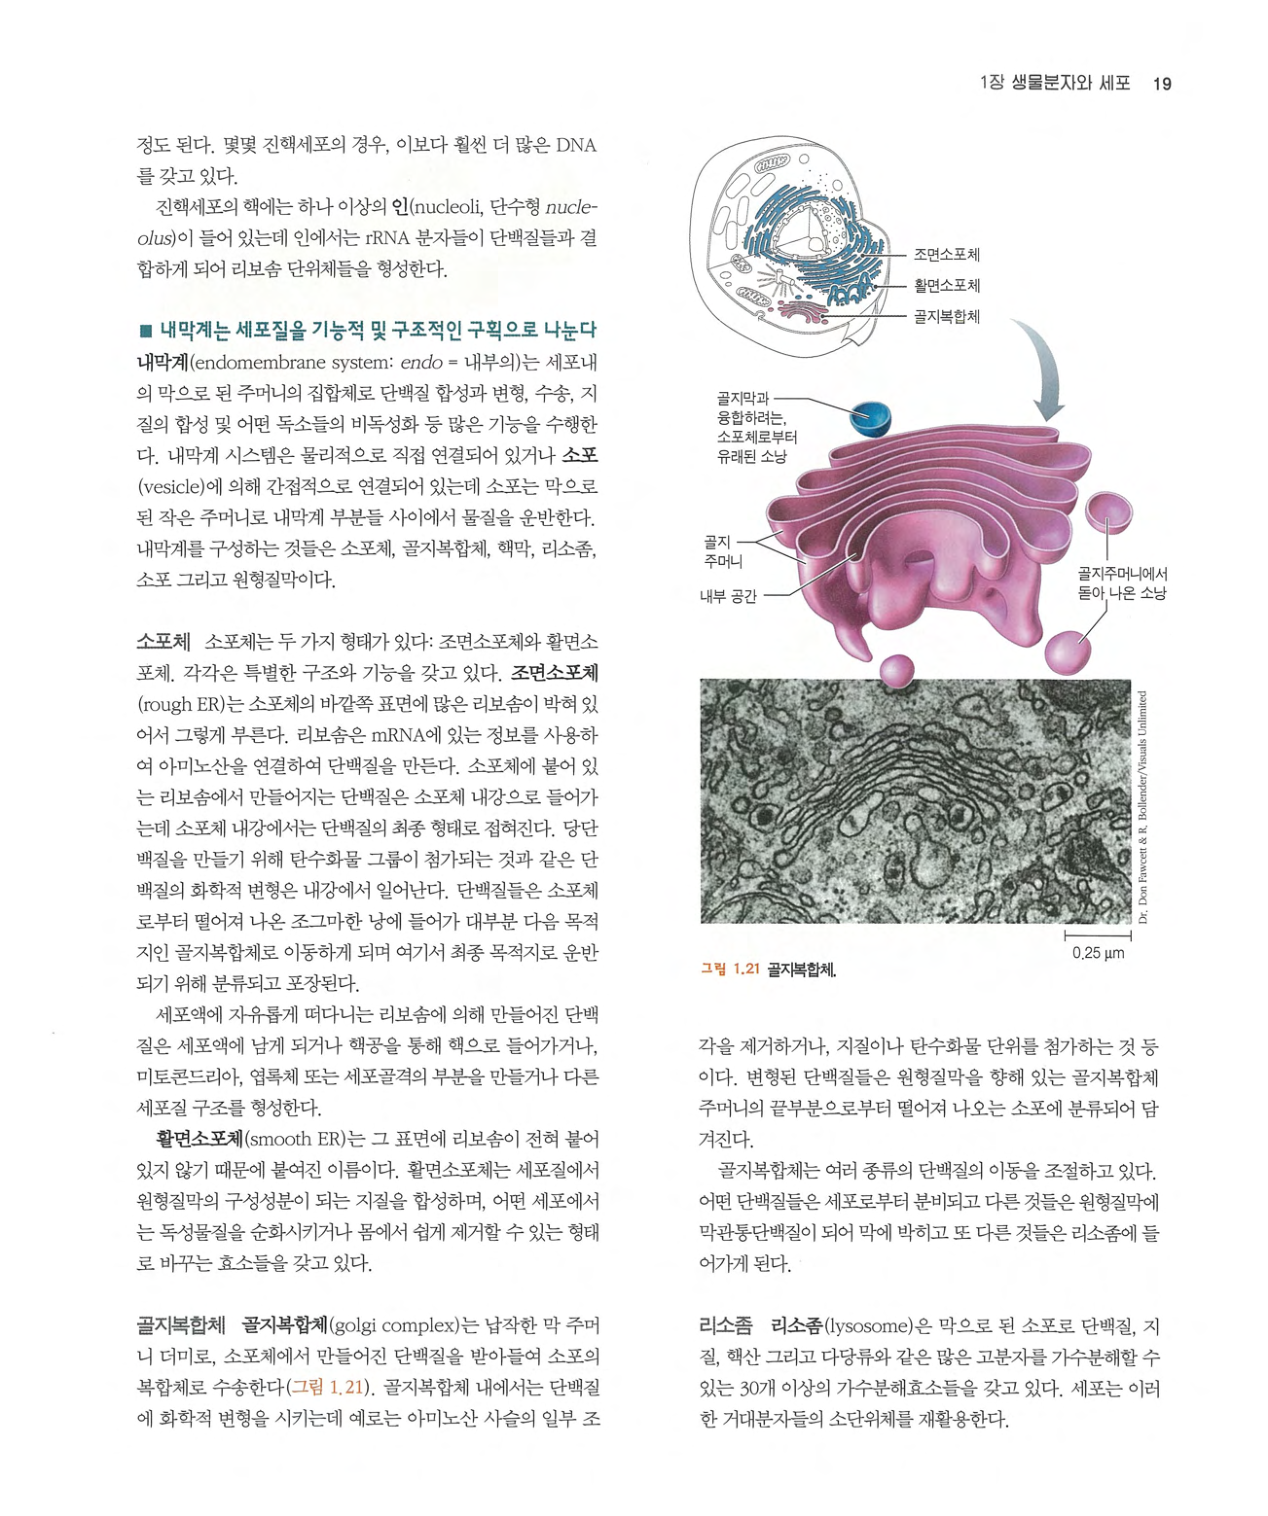 1장 생물분자와 세포 19
정도 된다. 몇몇 진핵세포의 경우, 이보다 훨씬 더 많은 DNA
를 갖고 있다.
진핵세포의 핵에는 하나 이상의 인(nucleoli, 단수형 nucle-
olus)이 들어 있는데 인에서는 rRNA 분자들이 단백질들과 결
합하게 되어 리보솜 단위체들을 형성한다.
■ 내막계는 세포질을 기능적 및 구조적인 구획으로 나눈다
내막계(endomembrane system: endo = 내부의)는 세포내
의 막으로 된 주머니의 집합체로 단백질 합성과 변형, 수송, 지
질의 합성 및 어떤 독소들의 비독성화 등 많은 기능을 수행한
다. 내막계 시스템은 물리적으로 직접 연결되어 있거나 소포
(vesicle)에 의해 간접적으로 연결되어 있는데 소포는 막으로
된 작은 주머니로 내막계 부분들 사이에서 물질을 운반한다.
내막계를 구성하는 것들은 소포체, 골지복합체, 핵막, 리소좀,
소포 그리고 원형질막이다.
소포체 소포체는 두 가지 형태가 있다: 조면소포체와 활면소
포체. 각각은 특별한 구조와 기능을 갖고 있다. 조면소포체
(rough ER)는 소포체의 바깥쪽 표면에 많은 리보솜이 박혀 있
어서 그렇게 부른다. 리보솜은 mRNA에 있는 정보를 사용하
여 아미노산을 연결하여 단백질을 만든다. 소포체에 붙어 있
는 리보솜에서 만들어지는 단백질은 소포체 내강으로 들어가
는데 소포체 내강에서는 단백질의 최종 형태로 접혀진다. 당단
백질을 만들기 위해 탄수화물 그룹이 첨가되는 것과 같은 단
백질의 화학적 변형은 내강에서 일어난다. 단백질들은 소포체
로부터 떨어져 나온 조그마한 낭에 들어가 대부분 다음 목적
지인 골지복합체로 이동하게 되며 여기서 최종 목적지로 운반
되기 위해 분류되고 포장된다.
세포액에 자유롭게 떠다니는 리보솜에 의해 만들어진 단백
질은 세포액에 남게 되거나 핵공을 통해 핵으로 들어가거나,
미토콘드리아, 엽록체 또는 세포골격의 부분을 만들거나 다른
세포질 구조를 형성한다.
활면소포체(smooth ER)는 그 표면에 리보솜이 전혀 붙어
있지 않기 때문에 붙여진 이름이다. 활면소포체는 세포질에서
원형질막의 구성성분이 되는 지질을 합성하며, 어떤 세포에서
는 독성물질을 순화시키거나 몸에서 쉽게 제거할 수 있는 형태
로 바꾸는 효소들을 갖고 있다.
골지복합체 골지복합체(golgi complex)는 납작한 막 주머
니 더미로, 소포체에서 만들어진 단백질을 받아들여 소포의
복합체로 수송한다(그림 1.21). 골지복합체 내에서는 단백질
에 화학적 변형을 시키는데 예로는 아미노산 사슬의 일부 조
조면소포체
활면소포체
골지복합체
골지막과
융합하려는,
소포체로부터
유래된 소낭
골지
주머니
내부 공간
골지주머니에서
돋아 나온 소낭
Dr. Don Fawcett & R. Bollender/Visuals Unlimited
0.25 μm
그림 1.21 골지복합체.
각을 제거하거나, 지질이나 탄수화물 단위를 첨가하는 것 등
이다. 변형된 단백질들은 원형질막을 향해 있는 골지복합체
주머니의 끝부분으로부터 떨어져 나오는 소포에 분류되어 담
겨진다.
골지복합체는 여러 종류의 단백질의 이동을 조절하고 있다.
어떤 단백질들은 세포로부터 분비되고 다른 것들은 원형질막에
막관통단백질이 되어 막에 박히고 또 다른 것들은 리소좀에 들
어가게 된다.
리소좀 리소좀(lysosome)은 막으로 된 소포로 단백질, 지
질, 핵산 그리고 다당류와 같은 많은 고분자를 가수분해할 수
있는 30개 이상의 가수분해효소들을 갖고 있다. 세포는 이러
한 거대분자들의 소단위체를 재활용한다.